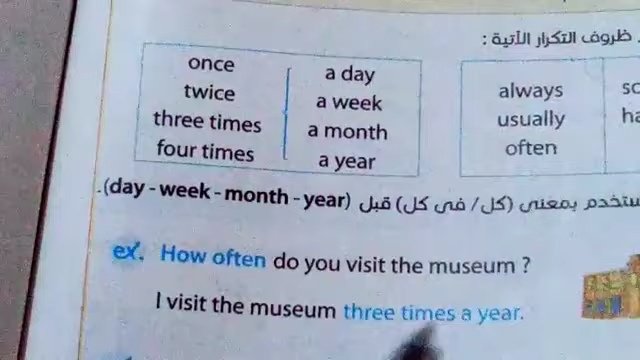 ظروف التكرار الآتية :
always
usually
often
once
twice
three times
four times
a day
a week
a month
a year
بمعنى (كل / فى كل) قبل (day - week - month - year).
ex. How often do you visit the museum ?
I visit the museum three times a year.